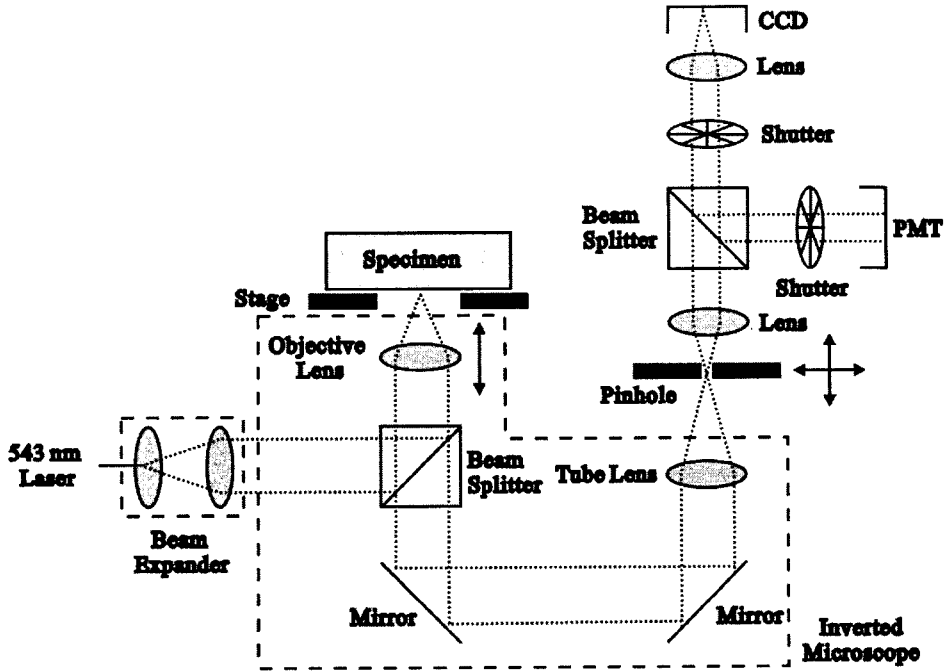 CCD
Lens
Shutter
Beam
Splitter
PMT
Shutter
Specimen
Stage
Lens
Objective
Lens
Pinhole
543 nm
Laser
Beam
Splitter
Tube Lens
Beam
Expander
Mirror
Mirror
Inverted
Microscope